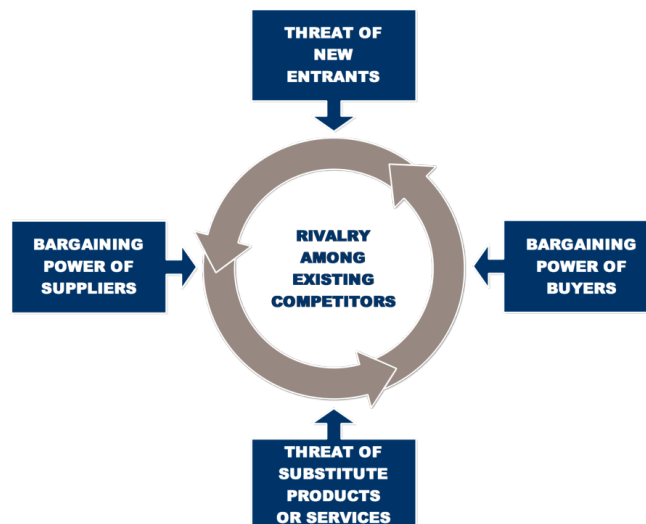 THREAT OF
NEW
ENTRANTS
BARGAINING
POWER OF
SUPPLIERS
RIVALRY
AMONG
EXISTING
COMPETITORS
BARGAINING
POWER OF
BUYERS
THREAT OF
SUBSTITUTE
PRODUCTS
OR SERVICES